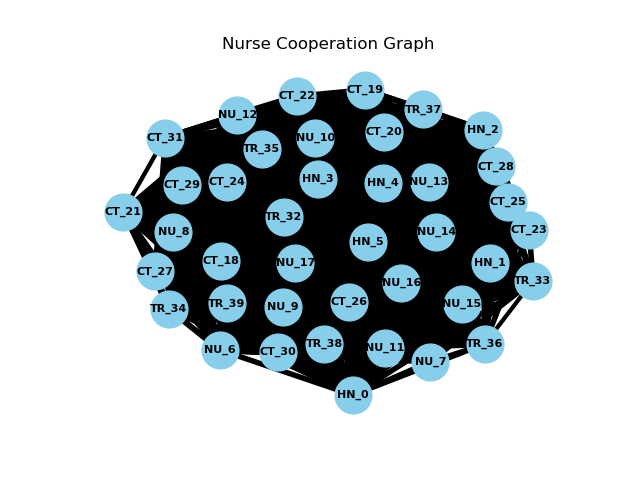 Nurse Cooperation Graph
CT_19
CT_22
TR_37
NU_12
HN_2
CT_20
CT_31
NU_10
TR_35
CT_28
HN_3
CT_24
NU_13
HN_4
CT_29
CT_25
CT_21
TR_32
CT_23
NU_8
NU_14
HN_5
CT_18
NU_17
HN_1
CT_27
TR_33
NU_16
CT_26
TR_39
NU_15
NU_9
TR_34
TR_38
TR_36
NU_11
NU_6
CT_30
NU_7
HN_0